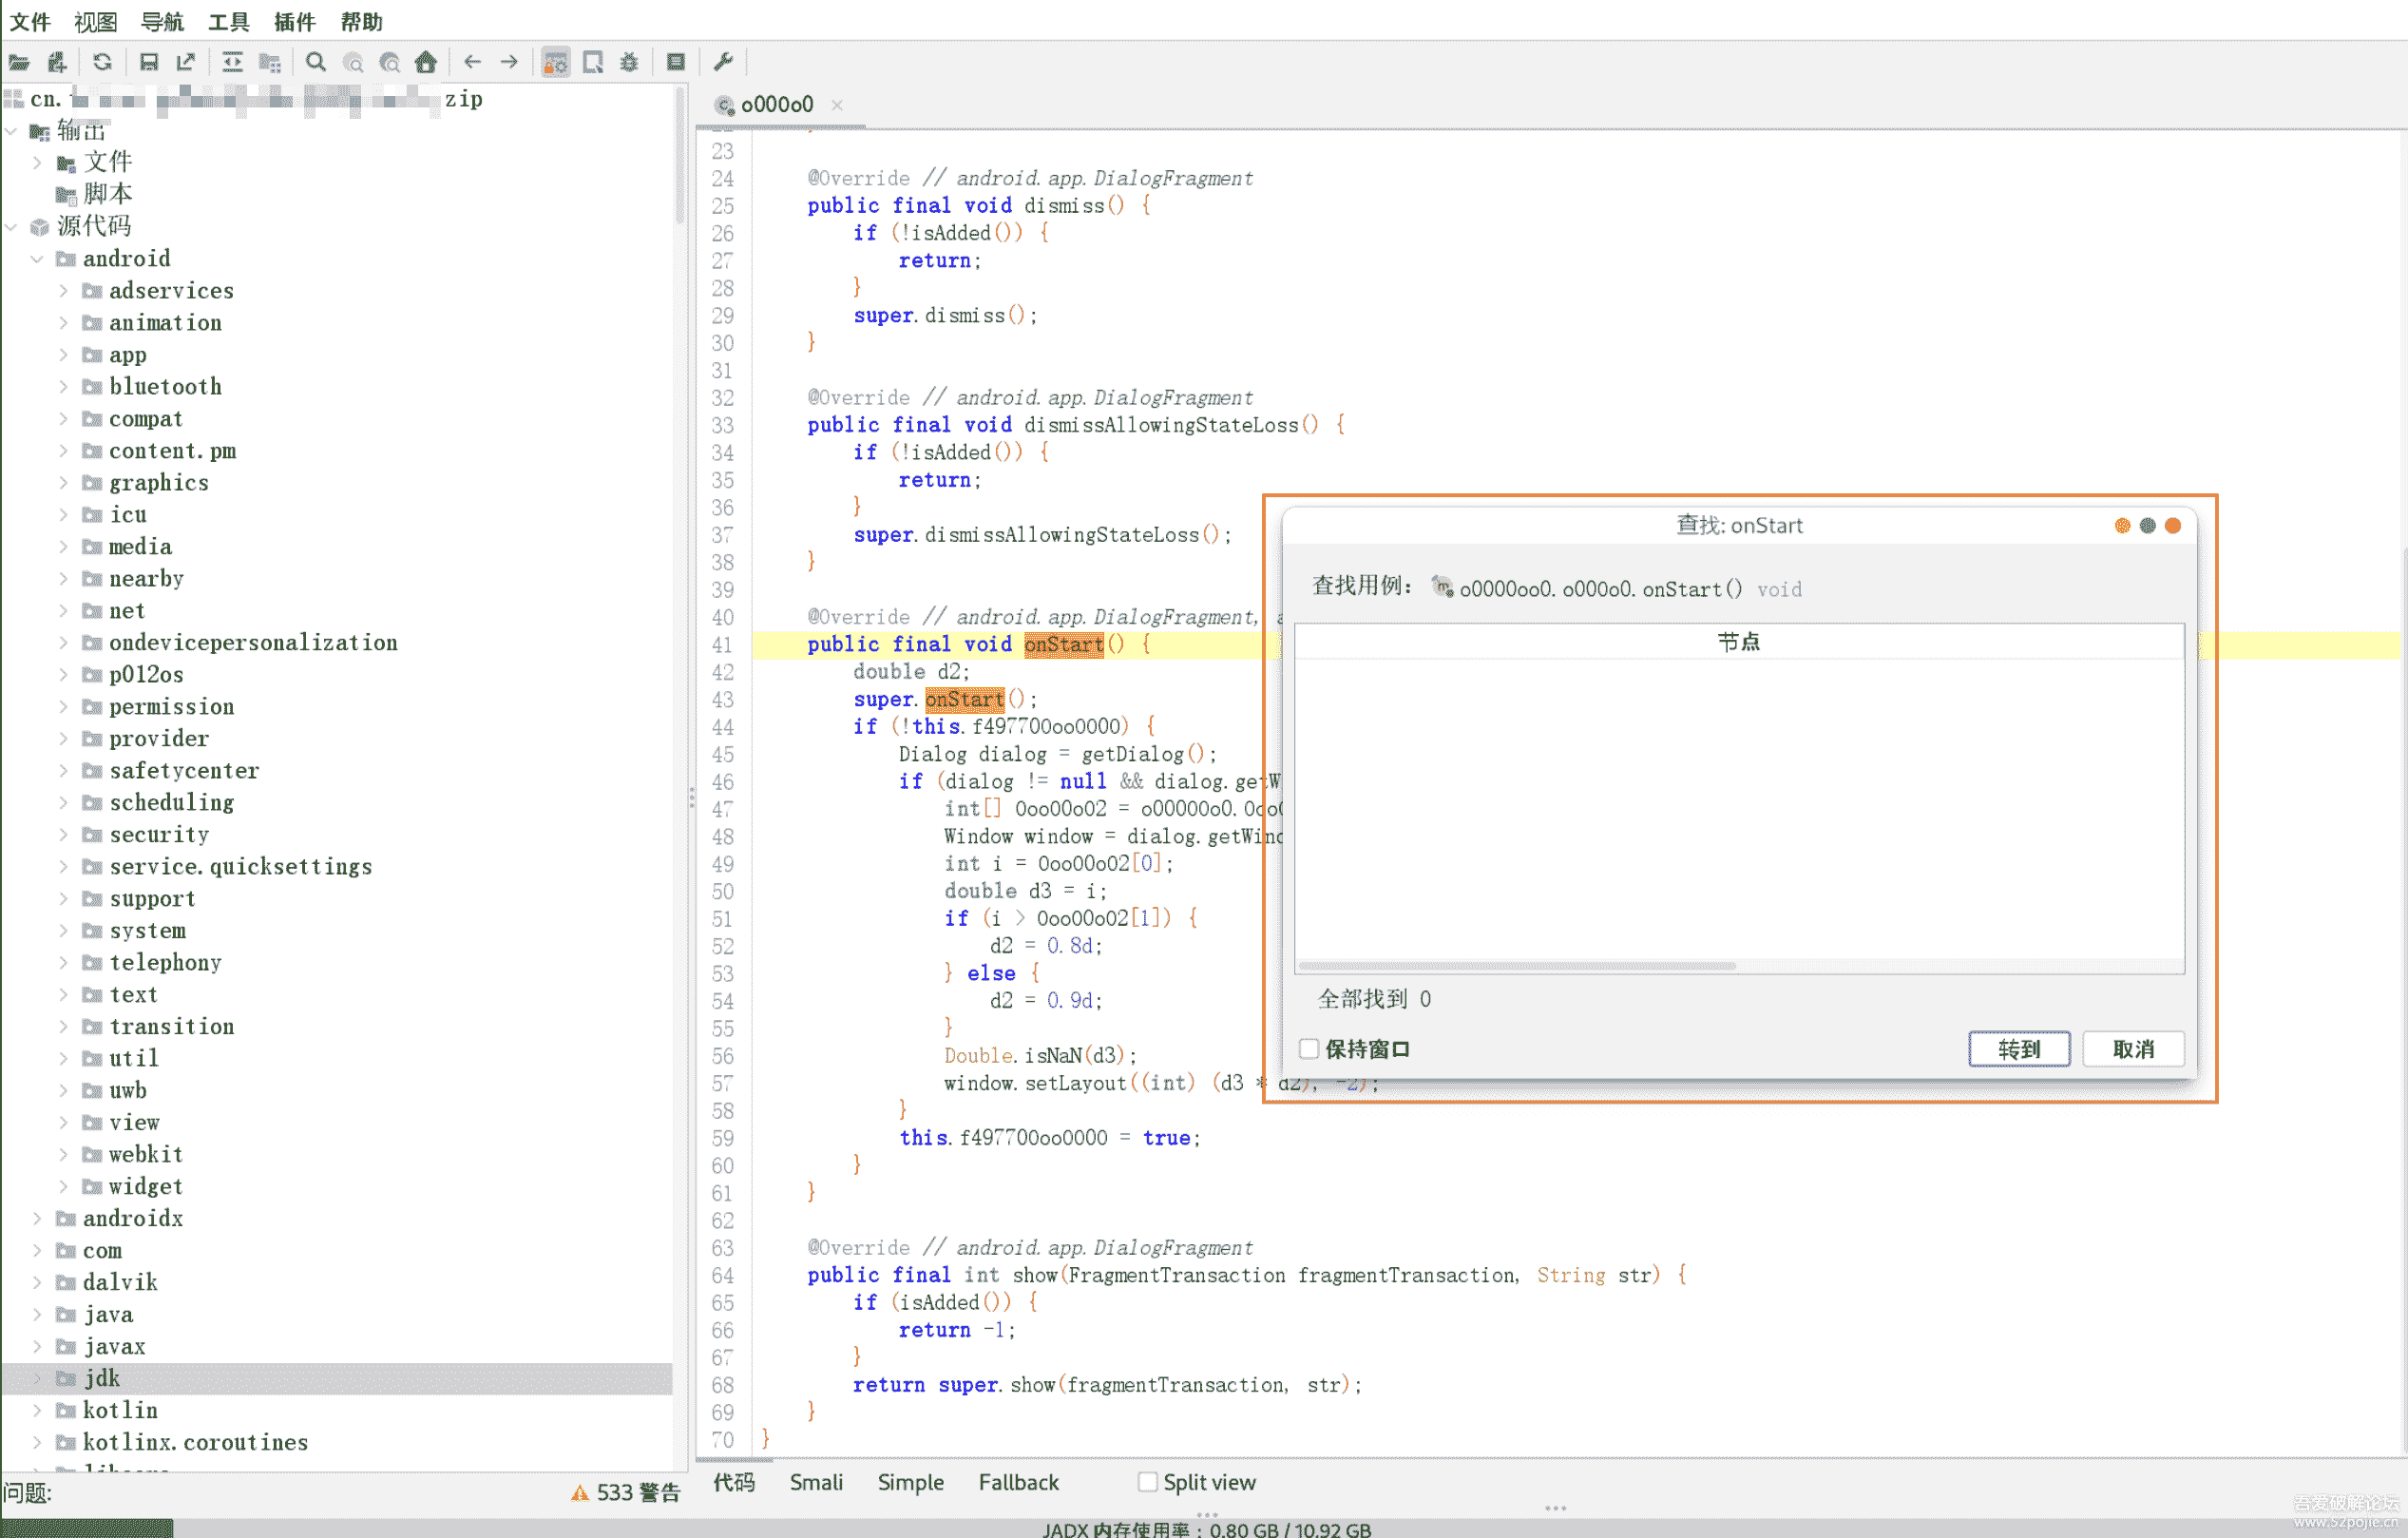 文件 视图 导航 工具 插件 帮助
cn. zip
输出
文件
脚本
源代码
android
adservices
animation
app
bluetooth
compat
content.pm
graphics
icu
media
nearby
net
ondevicepersonalization
p012os
permission
provider
safetycenter
scheduling
security
service.quicksettings
support
system
telephony
text
transition
util
uwb
view
webkit
widget
androidx
com
dalvik
java
javax
jdk
kotlin
kotlinx.coroutines
问题:
533 警告
o000o0
23
24 @Override // android.app.DialogFragment
25 public final void dismiss() {
26 if (!isAdded()) {
27 return;
28 }
29 super.dismiss();
30 }
31
32 @Override // android.app.DialogFragment
33 public final void dismissAllowingStateLoss() {
34 if (!isAdded()) {
35 return;
36 }
37 super.dismissAllowingStateLoss();
38 }
39
40 @Override // android.app.DialogFragment,
41 public final void onStart() {
42 double d2;
43 super.onStart();
44 if (!this.f497700oo0000) {
45 Dialog dialog = getDialog();
46 if (dialog != null && dialog.getW
47 int[] 0oo00o02 = o00000o0.0oo
48 Window window = dialog.getWind
49 int i = 0oo00o02[0];
50 double d3 = i;
51 if (i > 0oo00o02[1]) {
52 d2 = 0.8d;
53 } else {
54 d2 = 0.9d;
55 }
56 Double.isNaN(d3);
57 window.setLayout((int) (d3 * d2), -2);
58 }
59 this.f497700oo0000 = true;
60 }
61 }
62
63 @Override // android.app.DialogFragment
64 public final int show(FragmentTransaction fragmentTransaction, String str) {
65 if (isAdded()) {
66 return -1;
67 }
68 return super.show(fragmentTransaction, str);
69 }
70 }
查找: onStart
查找用例: o0000oo0.o000o0.onStart() void
节点
全部找到 0
保持窗口 转到 取消
代码 Smali Simple Fallback Split view
JADX 内存使用率：0.80 GB / 10.92 GB
吾爱破解论坛
www.52pojie.cn